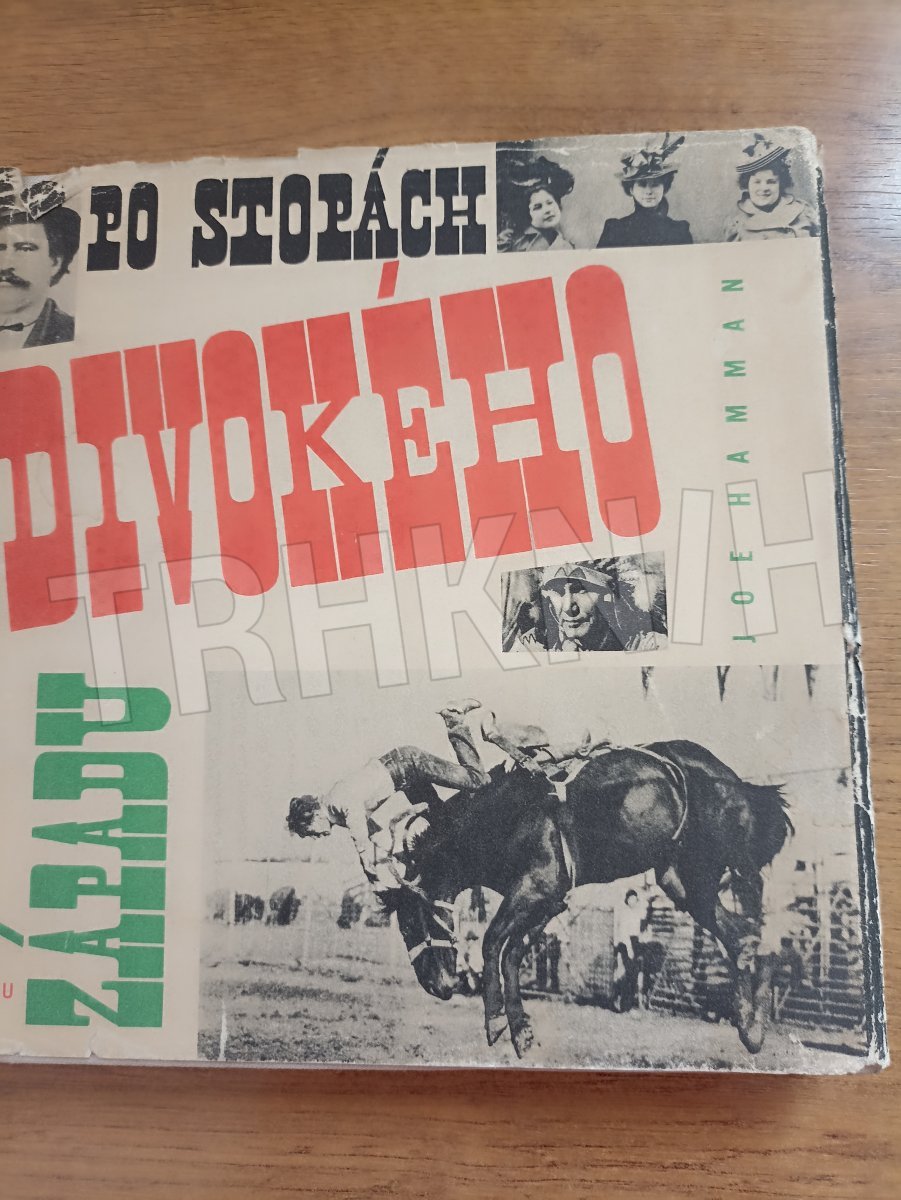 PO STOPÁCH
DIVOKÉHO
ZÁPADU
JOE HAMMAN
U
TRHKNIH